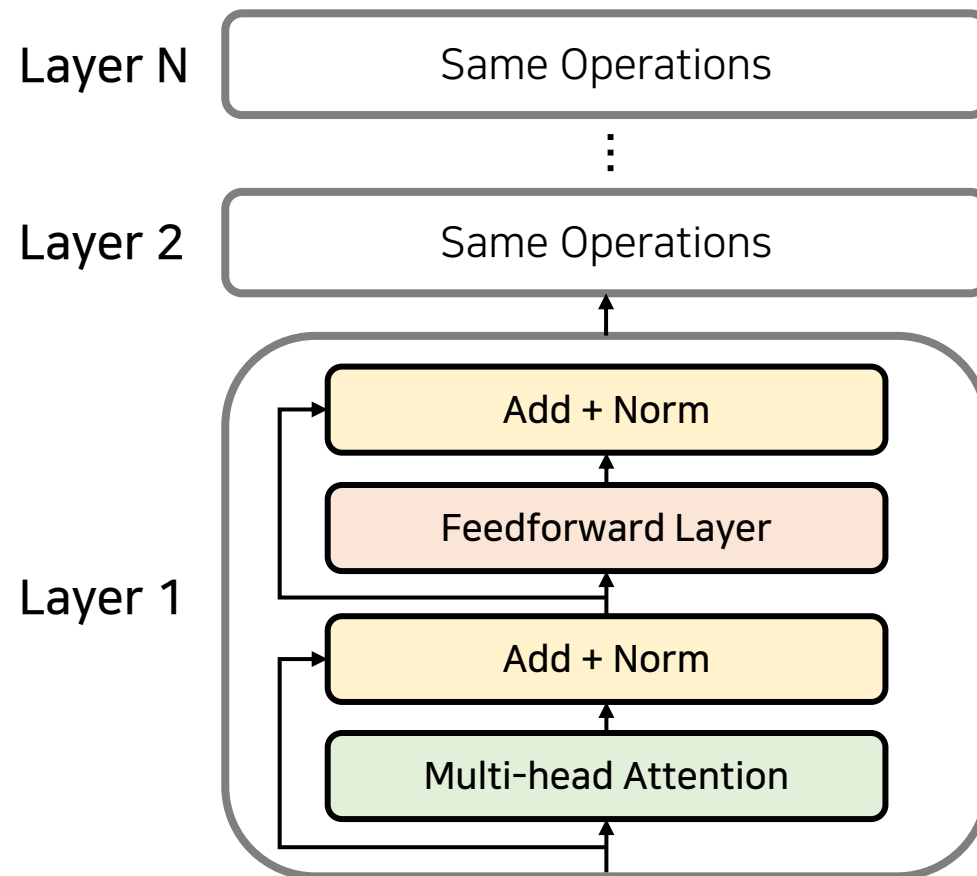 Layer N
Same Operations
⋮
Layer 2
Same Operations
Layer 1
Add + Norm
Feedforward Layer
Add + Norm
Multi-head Attention